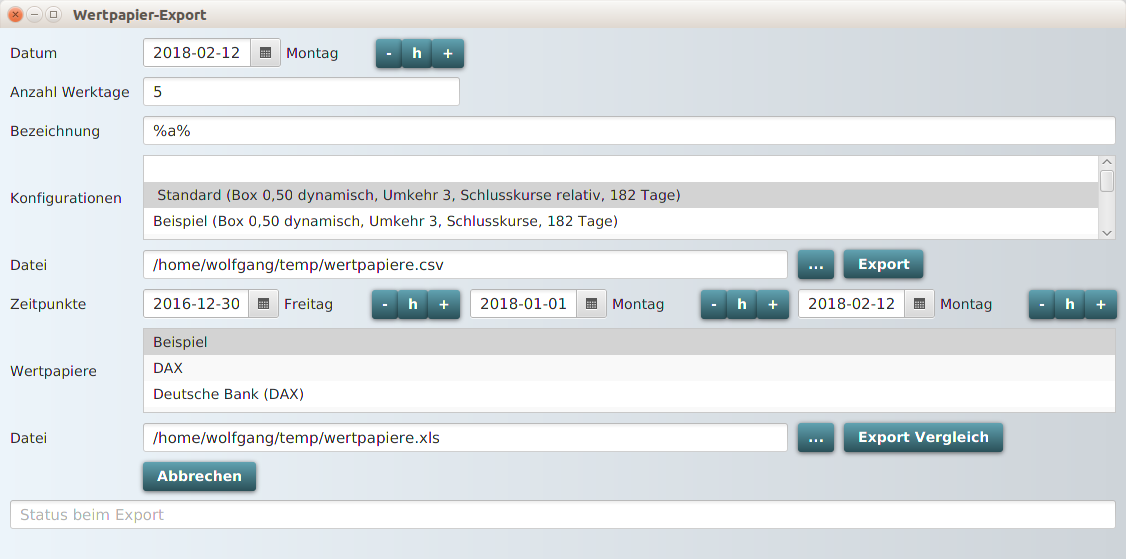 Wertpapier-Export
Datum 2018-02-12 Montag - h +
Anzahl Werktage 5
Bezeichnung %a%
Konfigurationen
Standard (Box 0,50 dynamisch, Umkehr 3, Schlusskurse relativ, 182 Tage)
Beispiel (Box 0,50 dynamisch, Umkehr 3, Schlusskurse, 182 Tage)
Datei /home/wolfgang/temp/wertpapiere.csv ... Export
Zeitpunkte 2016-12-30 Freitag - h + 2018-01-01 Montag - h + 2018-02-12 Montag - h +
Wertpapiere
Beispiel
DAX
Deutsche Bank (DAX)
Datei /home/wolfgang/temp/wertpapiere.xls ... Export Vergleich
Abbrechen
Status beim Export